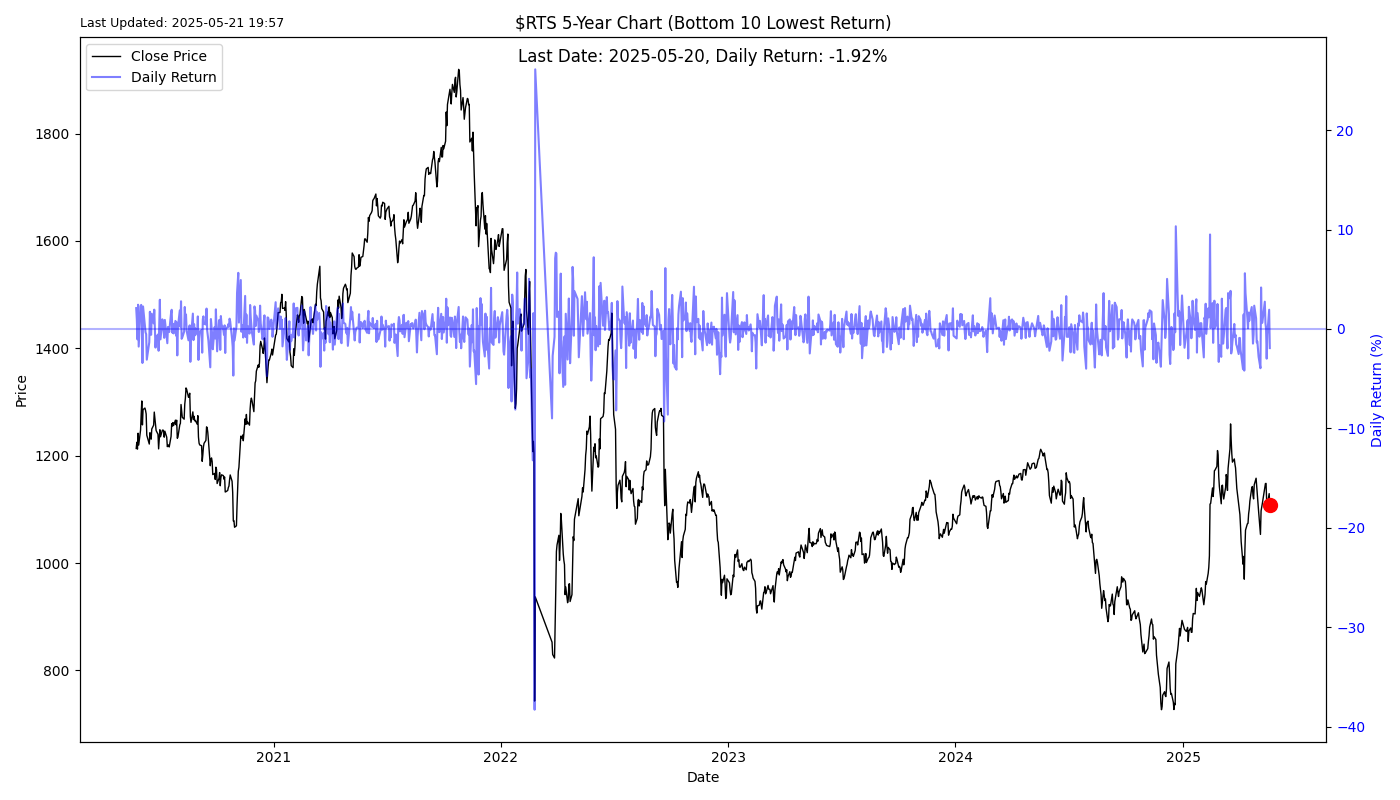 Last Updated: 2025-05-21 19:57
$RTS 5-Year Chart (Bottom 10 Lowest Return)
Last Date: 2025-05-20, Daily Return: -1.92%
Close Price
Daily Return
1800
1600
1400
1200
1000
800
Price
20
10
0
−10
−20
−30
−40
Daily Return (%)
2021
2022
2023
2024
2025
Date